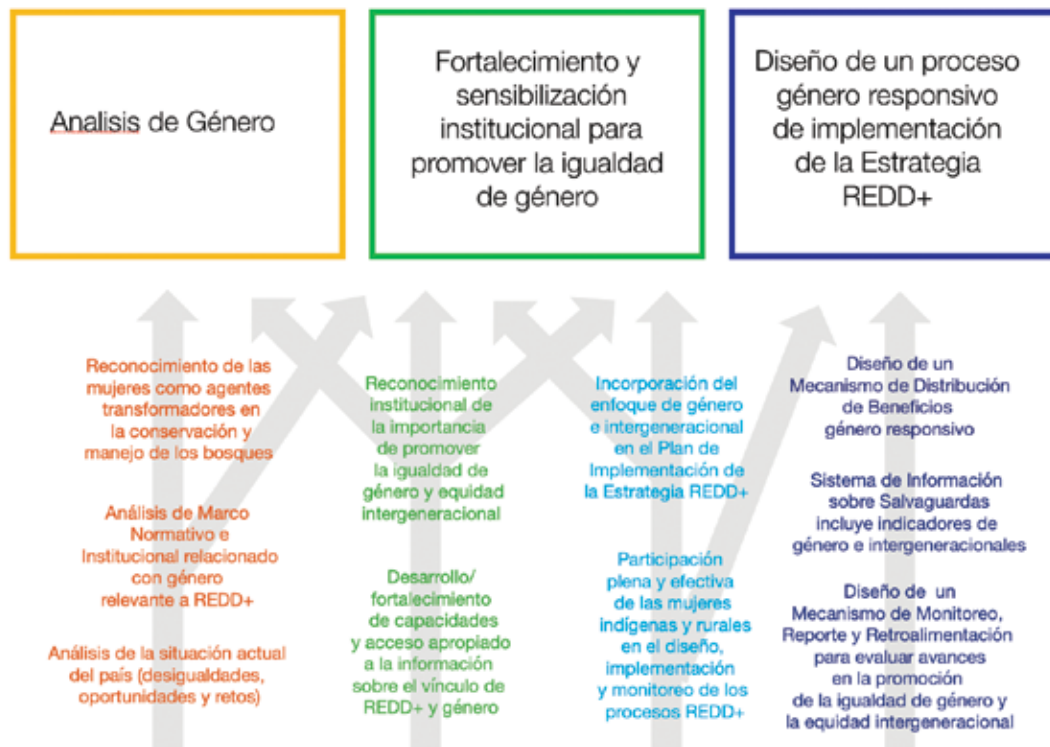 Analisis de Género
Fortalecimiento y
sensibilización
institucional para
promover la igualdad
de género
Diseño de un proceso
género responsivo
de implementación
de la Estrategia
REDD+
Reconocimiento de las
mujeres como agentes
transformadores en
la conservación y
manejo de los bosques
Análisis de Marco
Normativo e
Institucional relacionado
con género
relevante a REDD+
Análisis de la situación actual
del país (desigualdades,
oportunidades y retos)
Reconocimiento
institucional de
la importancia
de promover
la igualdad de
género y equidad
intergeneracional
Desarrollo/
fortalecimiento
de capacidades
y acceso apropiado
a la información
sobre el vínculo de
REDD+ y género
Incorporación del
enfoque de género
e intergeneracional
en el Plan de
Implementación de
la Estrategia REDD+
Participación
plena y efectiva
de las mujeres
indígenas y rurales
en el diseño,
implementación
y monitoreo de los
procesos REDD+
Diseño de un
Mecanismo de Distribución
de Beneficios
género responsivo
Sistema de Información
sobre Salvaguardas
incluye indicadores de
género e intergeneracionales
Diseño de un
Mecanismo de Monitoreo,
Reporte y Retroalimentación
para evaluar avances
en la promoción
de la igualdad de género y
la equidad intergeneracional